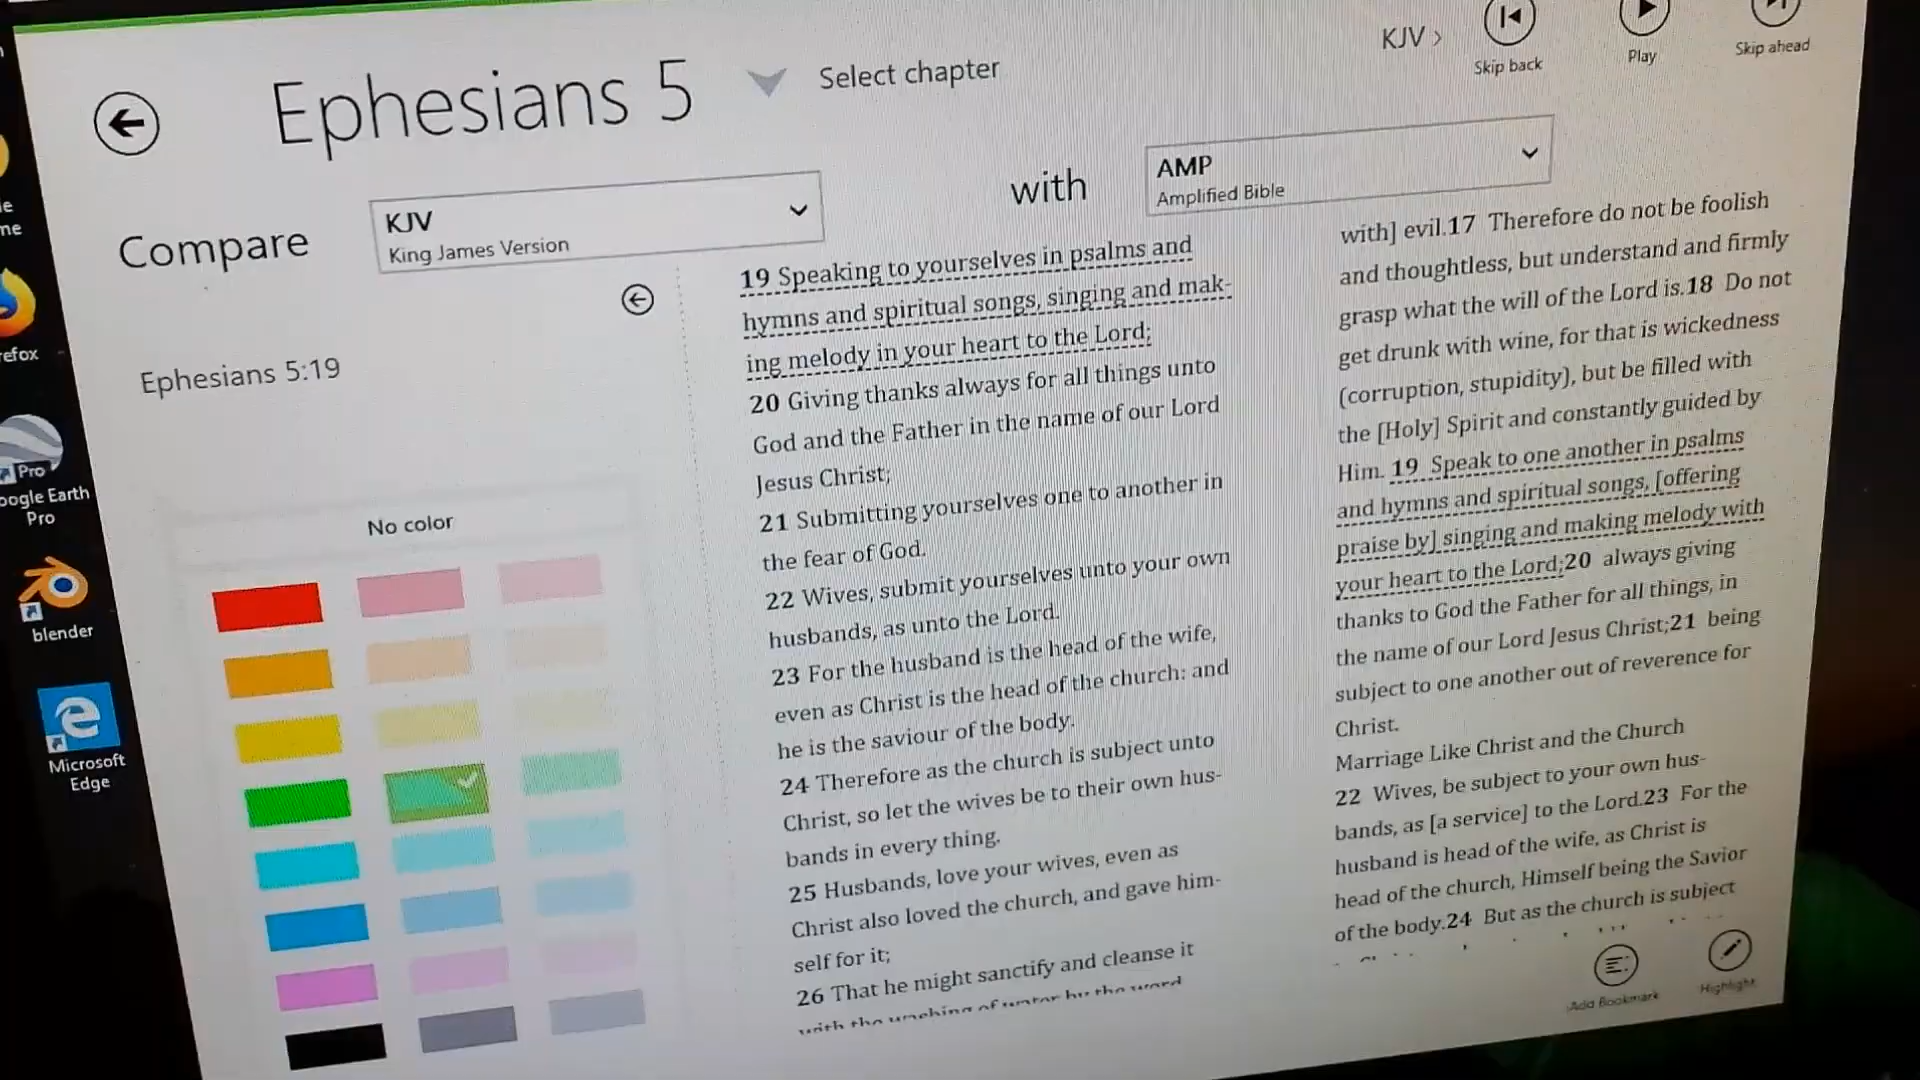 Ephesians 5
Select chapter
KJV
Skip back
Play
Skip ahead
Compare
KJV
King James Version
with
AMP
Amplified Bible
Ephesians 5:19
No color
19 Speaking to yourselves in psalms and
hymns and spiritual songs, singing and mak-
ing melody in your heart to the Lord;
20 Giving thanks always for all things unto
God and the Father in the name of our Lord
Jesus Christ;
21 Submitting yourselves one to another in
the fear of God.
22 Wives, submit yourselves unto your own
husbands, as unto the Lord.
23 For the husband is the head of the wife,
even as Christ is the head of the church: and
he is the saviour of the body.
24 Therefore as the church is subject unto
Christ, so let the wives be to their own hus-
bands in every thing.
25 Husbands, love your wives, even as
Christ also loved the church, and gave him-
self for it;
26 That he might sanctify and cleanse it
with the washing of water by the word
with] evil.17 Therefore do not be foolish
and thoughtless, but understand and firmly
grasp what the will of the Lord is.18 Do not
get drunk with wine, for that is wickedness
(corruption, stupidity), but be filled with
the [Holy] Spirit and constantly guided by
Him. 19 Speak to one another in psalms
and hymns and spiritual songs, [offering
praise by] singing and making melody with
your heart to the Lord;20 always giving
thanks to God the Father for all things, in
the name of our Lord Jesus Christ;21 being
subject to one another out of reverence for
Christ.
Marriage Like Christ and the Church
22 Wives, be subject to your own hus-
bands, as [a service] to the Lord.23 For the
husband is head of the wife, as Christ is
head of the church, Himself being the Savior
of the body.24 But as the church is subject
Add Bookmark
Highlight
refox
Pro
oogle Earth
Pro
blender
Microsoft
Edge